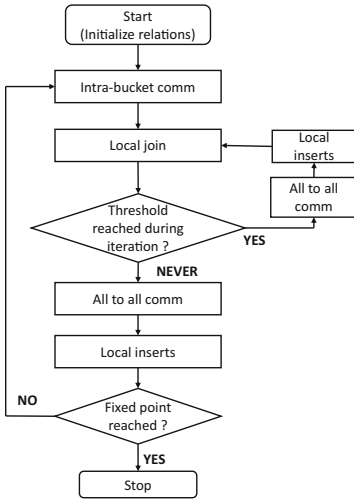 Start
(Initialize relations)
Intra-bucket comm
Local join
Local
inserts
All to all
comm
Threshold
reached during
iteration ?
YES
NEVER
All to all comm
Local inserts
NO
Fixed point
reached ?
YES
Stop